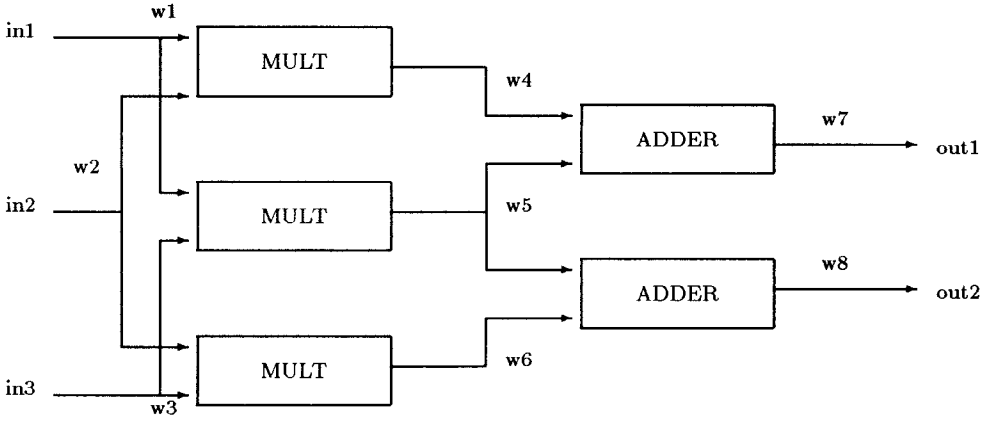 w1
in1
MULT
w4
w7
ADDER
out1
w2
in2
MULT
w5
w8
ADDER
out2
MULT
w6
in3
w3